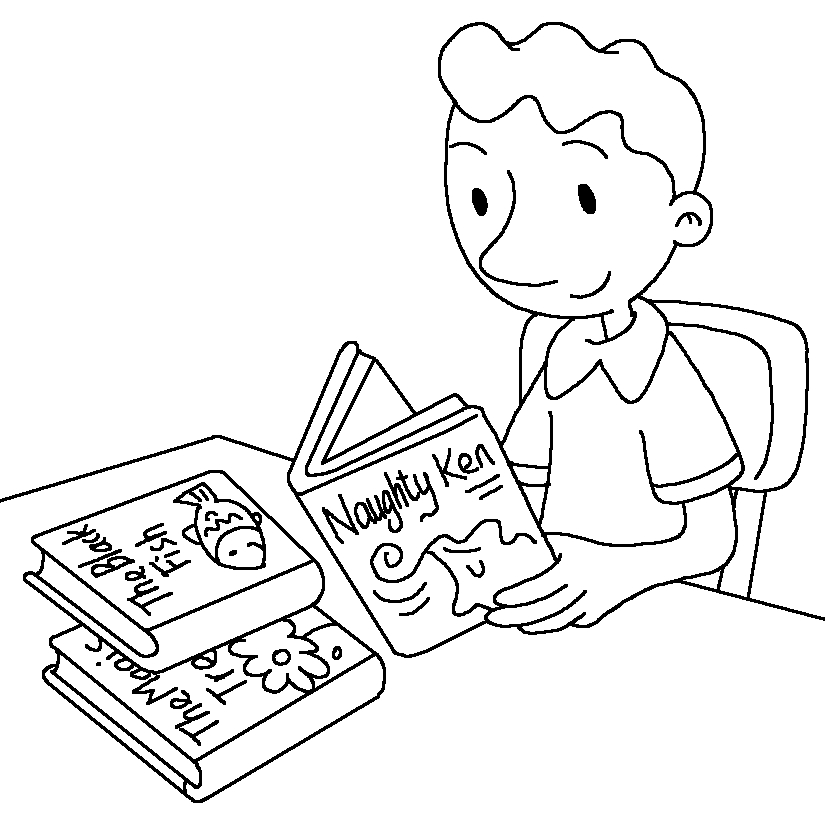 Naughty Ken
The Black
Fish
The Magic
Tree